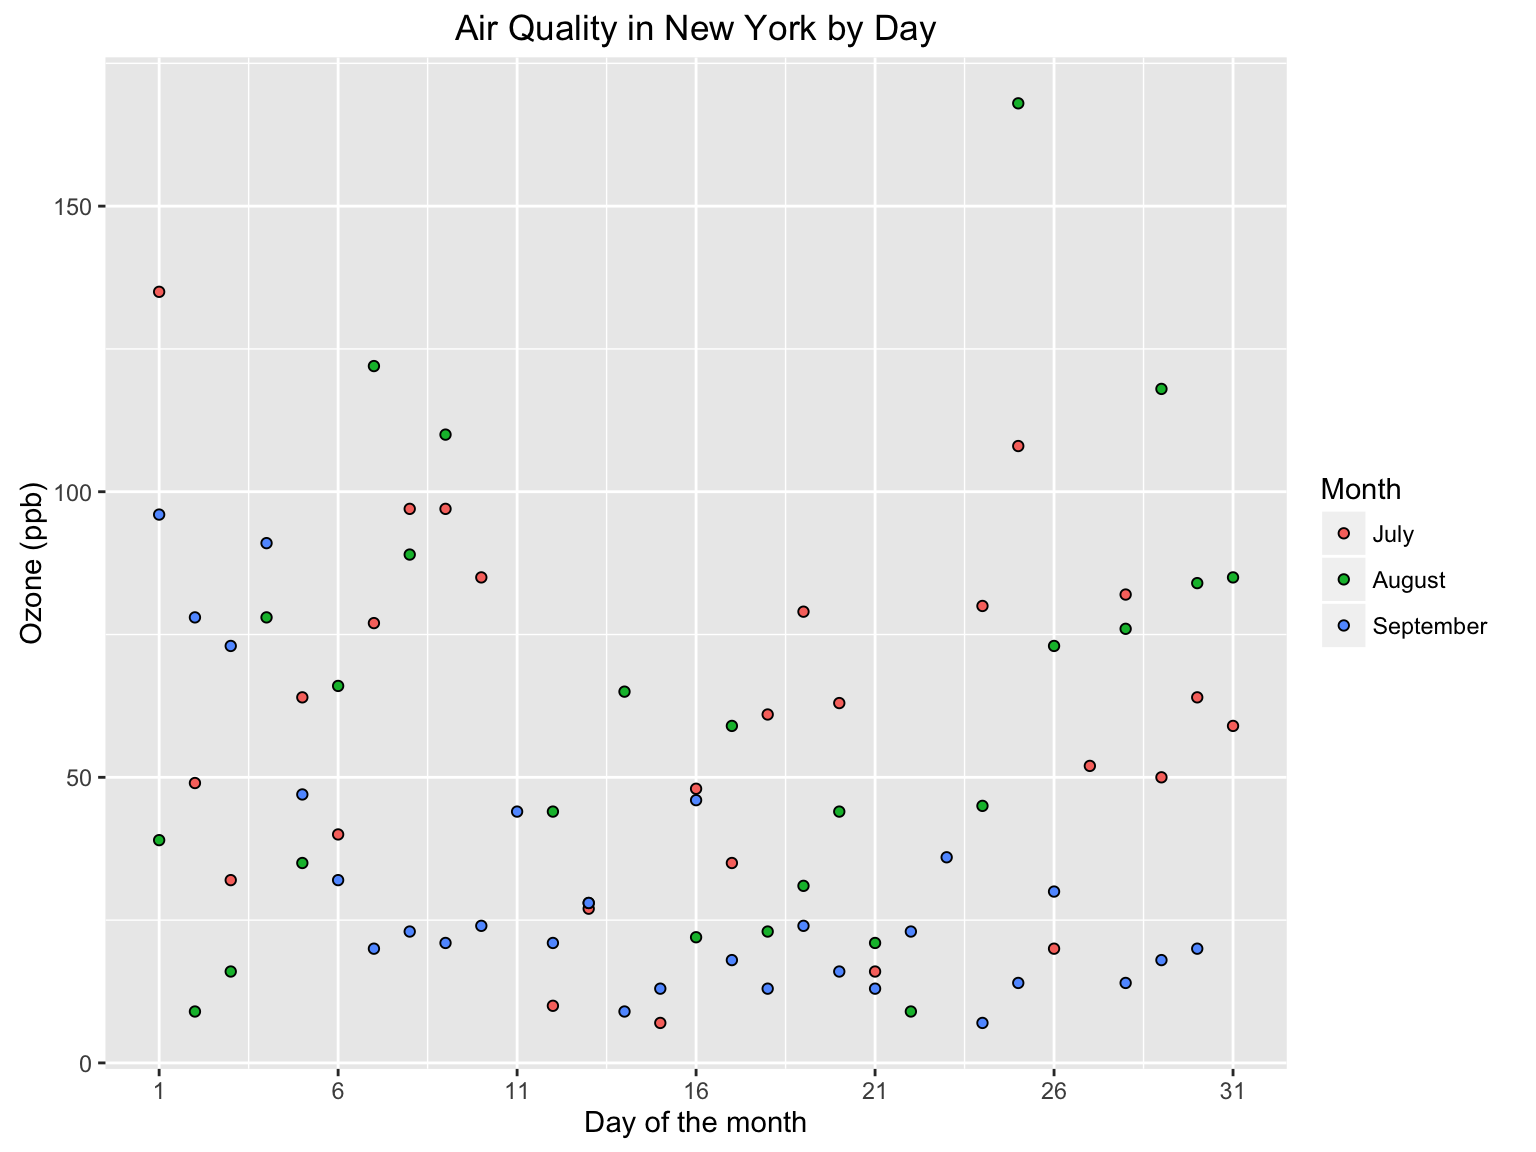 Air Quality in New York by Day
Ozone (ppb)
150
100
50
0
1 6 11 16 21 26 31
Day of the month
Month
July
August
September